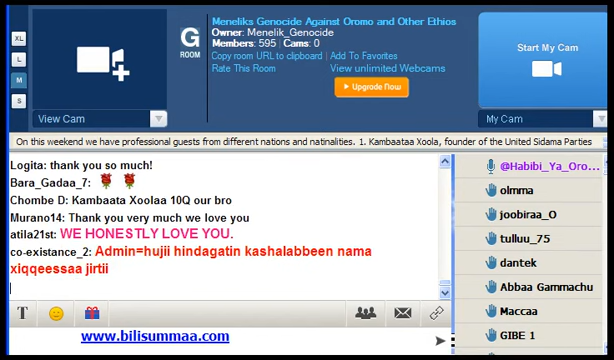 XL
L
M
S
View Cam
G
ROOM
Meneliks Genocide Against Oromo and Other Ethios
Owner: Menelik_Genocide
Members: 595 | Cams: 0
Copy room URL to clipboard | Add To Favorites
Rate This Room View unlimited Webcams
Upgrade Now
Start My Cam
My Cam
On this weekend we have professional guests from different nations and natinalities. 1. Kambaataa Xoola, founder of the United Sidama Parties
Logita: thank you so much!
Bara_Gadaa_7:
Chombe D: Kambaata Xoolaa 10Q our bro
Murano14: Thank you very much we love you
atila21st: WE HONESTLY LOVE YOU.
co-existance_2: Admin=hujii hindagatin kashalabbeen nama
xiqqeessaa jirtii
@Habibi_Ya_Oro...
olmma
joobiraa_O
tulluu_75
dantek
Abbaa Gammachu
Maccaa
GIBE 1
T
www.bilisummaa.com